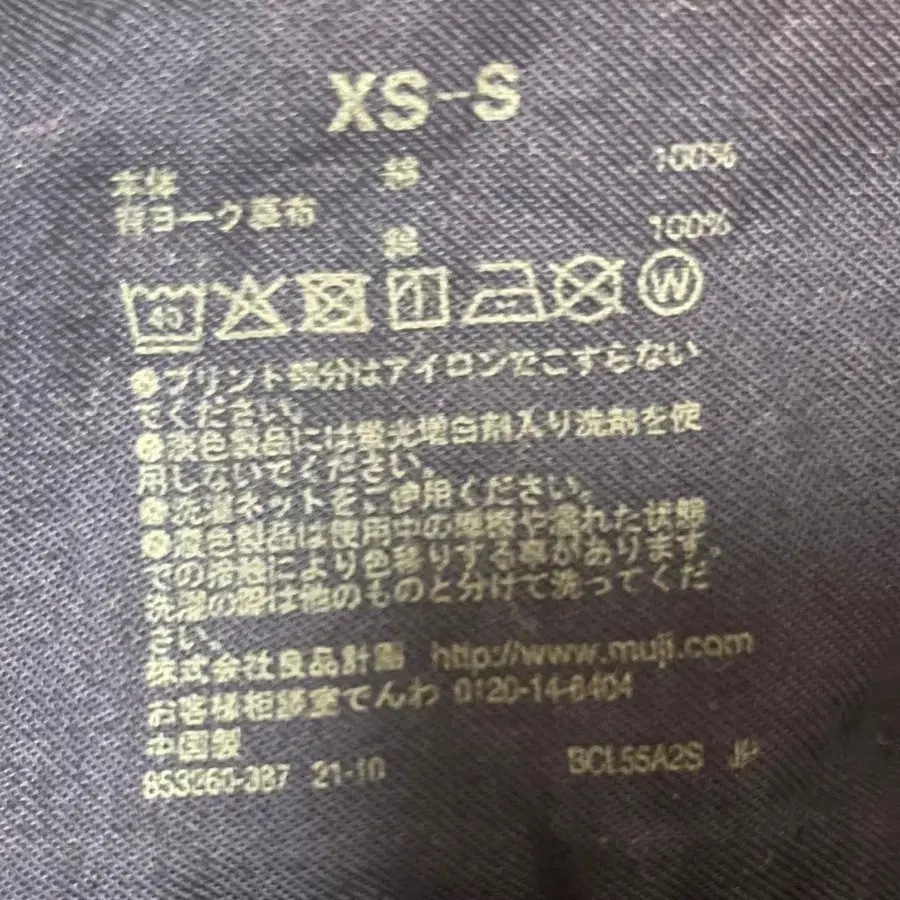 XS-S
本体 綿 100%
背ヨーク裏布 綿 100%
40 W
●プリント部分はアイロンでこすらない
でください。
●淡色製品には蛍光増白剤入り洗剤を使
用しないでください。
●洗濯ネットをご使用ください。
●濃色製品は使用中の摩擦や濡れた状態
での接触により色移りする事があります。
洗濯の際は他のものと分けて洗ってくだ
さい。
株式会社良品計画 http://www.muji.com
お客様相談室でんわ 0120-14-6404
中国製
21-10 BCL55A2S JP